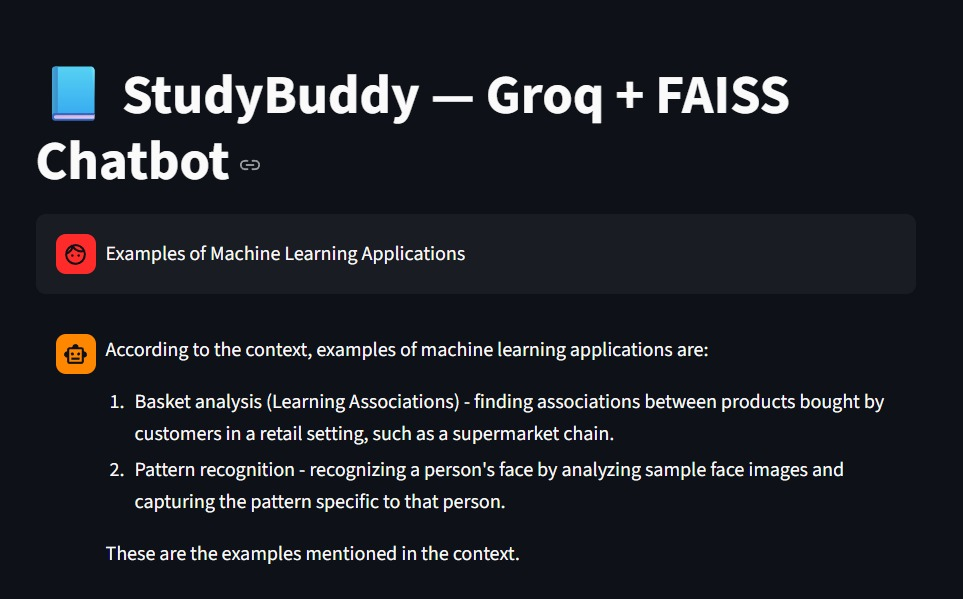 StudyBuddy — Groq + FAISS
Chatbot
Examples of Machine Learning Applications
According to the context, examples of machine learning applications are:
1. Basket analysis (Learning Associations) - finding associations between products bought by
customers in a retail setting, such as a supermarket chain.
2. Pattern recognition - recognizing a person's face by analyzing sample face images and
capturing the pattern specific to that person.
These are the examples mentioned in the context.